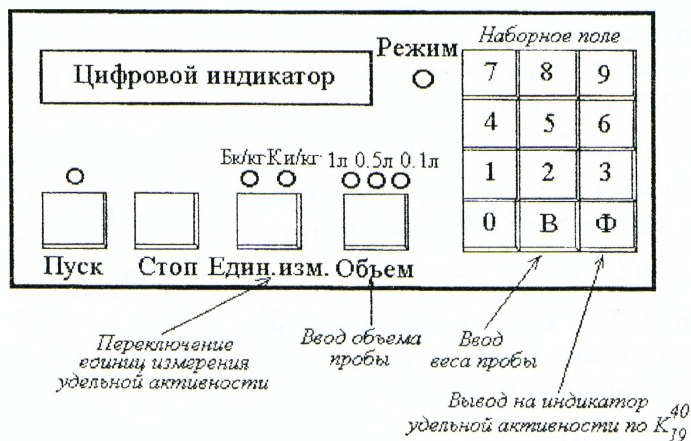 Наборное поле
Режим
Цифровой индикатор
7 8 9
4 5 6
1 2 3
0 В Ф
Бк/кг Ки/кг 1л 0.5л 0.1л
Пуск Стоп Един.изм. Объем
Переключение
единиц измерения
удельной активности
Ввод объема
пробы
Ввод
веса пробы
Вывод на индикатор
удельной активности по K 40 19